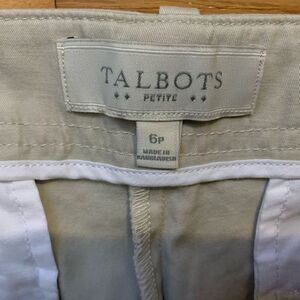 TALBOTS
PETITE
6P
MADE IN
BANGLADESH